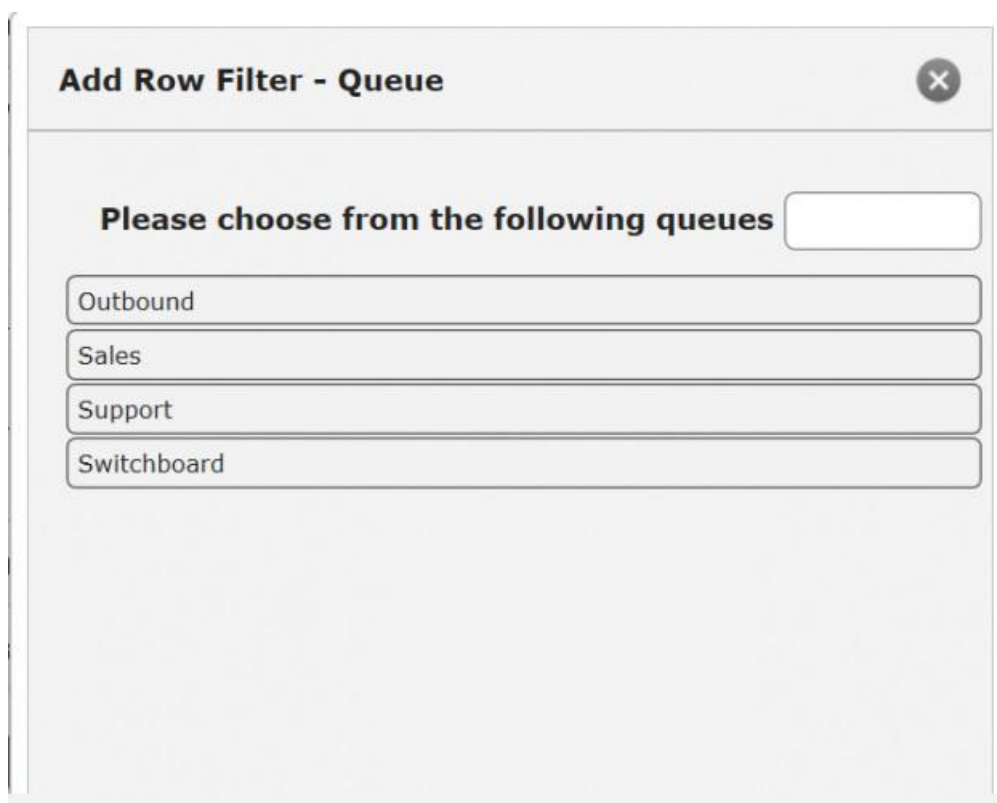 Add Row Filter - Queue
Please choose from the following queues
Outbound
Sales
Support
Switchboard